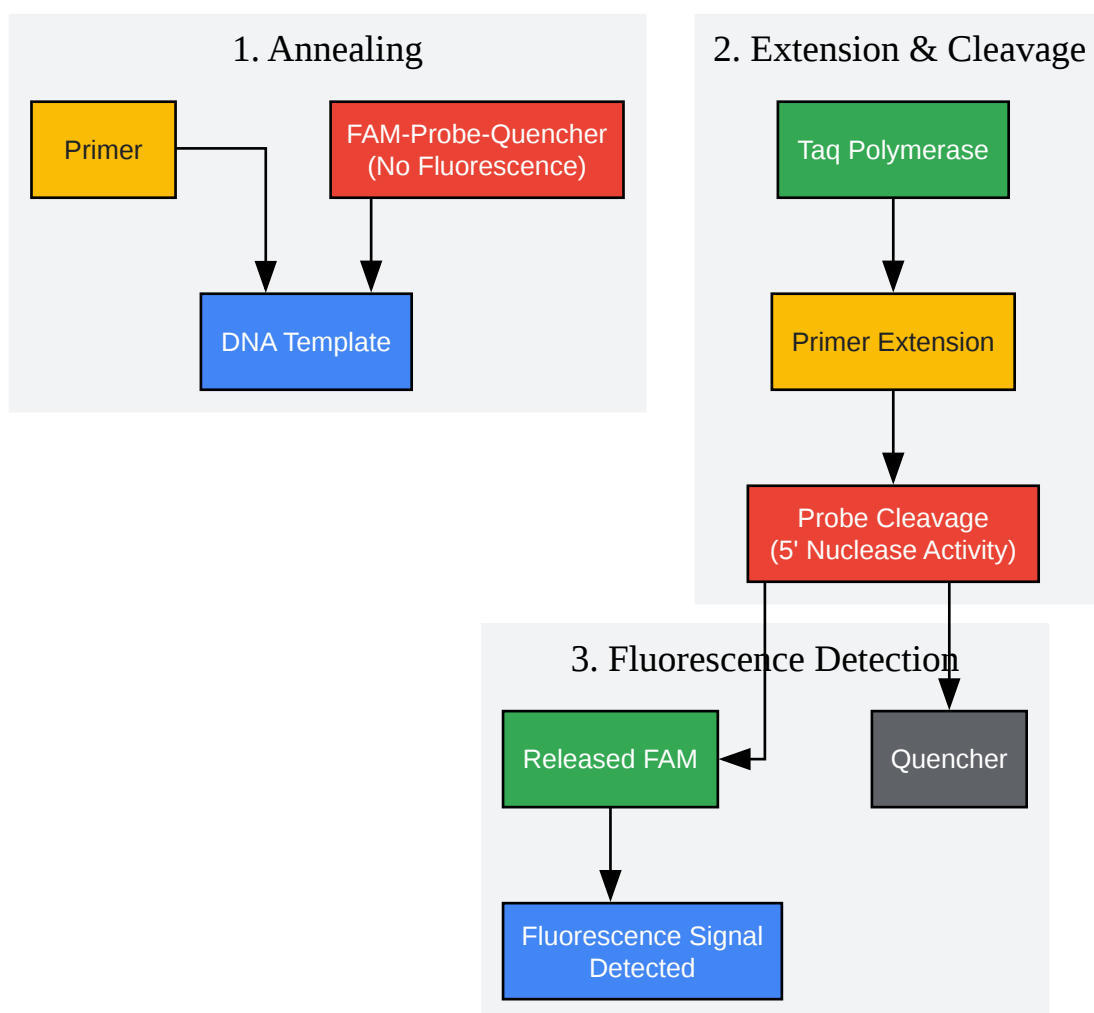 1. Annealing
Primer
FAM-Probe-Quencher
(No Fluorescence)
DNA Template
2. Extension & Cleavage
Taq Polymerase
Primer Extension
Probe Cleavage
(5' Nuclease Activity)
3. Fluorescence Detection
Released FAM
Quencher
Fluorescence Signal
Detected